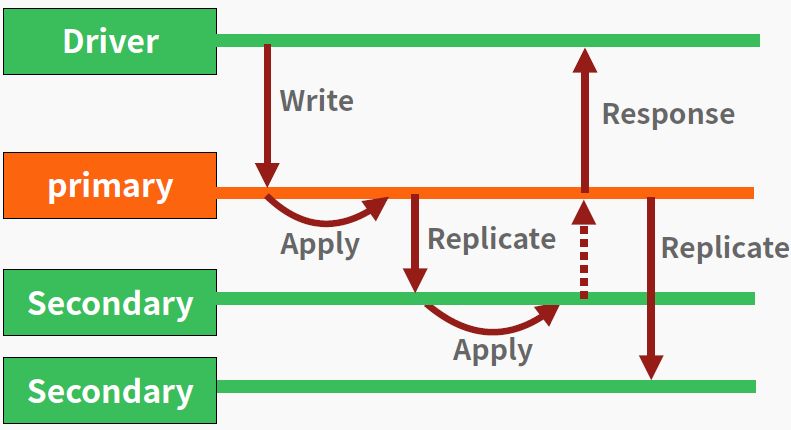 Driver
Write
Response
primary
Apply
Replicate
Replicate
Secondary
Apply
Secondary